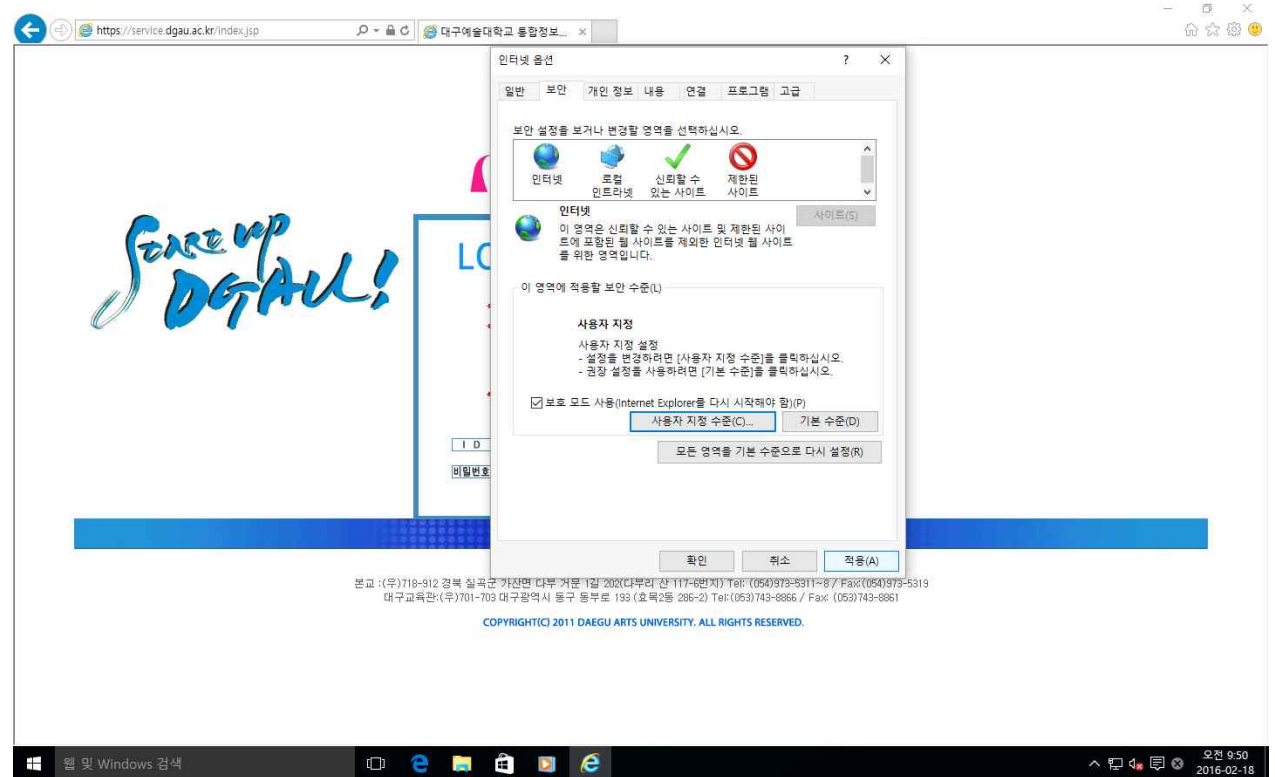 https://service.dgau.ac.kr/index.jsp
대구예술대학교 통합정보...
인터넷 옵션
일반 보안 개인 정보 내용 연결 프로그램 고급
보안 설정을 보거나 변경할 영역을 선택하십시오.
인터넷
로컬
인트라넷
신뢰할 수
있는 사이트
제한된
사이트
인터넷
사이트(S)
이 영역은 신뢰할 수 있는 사이트 및 제한된 사이
트에 포함된 웹 사이트를 제외한 인터넷 웹 사이트
를 위한 영역입니다.
START UP
DGAU!
LO
이 영역에 적용할 보안 수준(L)
사용자 지정
사용자 지정 설정
- 설정을 변경하려면 [사용자 지정 수준]을 클릭하십시오.
- 권장 설정을 사용하려면 [기본 수준]을 클릭하십시오.
보호 모드 사용(Internet Explorer를 다시 시작해야 함)(P)
사용자 지정 수준(C)... 기본 수준(D)
모든 영역을 기본 수준으로 다시 설정(R)
I D
비밀번호
확인 취소 적용(A)
본교 :(우)718-912 경북 칠곡군 가산면 다부 거문 1길 202(다부리 산 117-6번지) Tel: (054)973-5311~8 / Fax:(054)973-5319
대구교육관:(우)701-703 대구광역시 동구 동부로 193 (효목2동 286-2) Tel:(053)743-8866 / Fax: (053)743-8861
COPYRIGHT(C) 2011 DAEGU ARTS UNIVERSITY. ALL RIGHTS RESERVED.
웹 및 Windows 검색
오전 9:50
2016-02-18